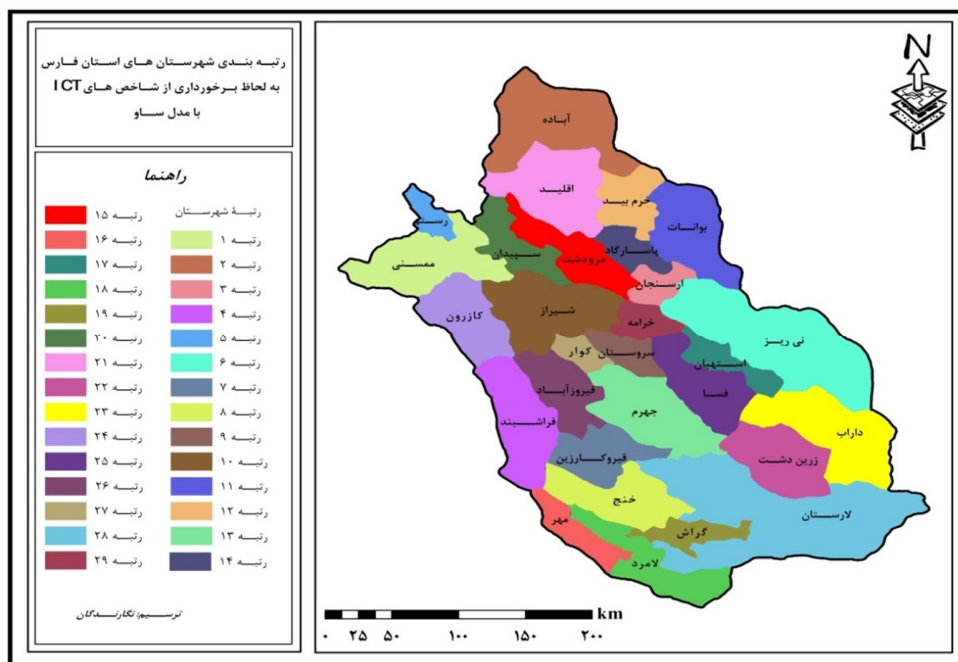 رتبه بندی شهرستان های استان فارس
به لحاظ برخورداری از شاخص های ICT
با مدل ساو
راهنما
رتبهٔ شهرستان
رتبه ۱
رتبه ۲
رتبه ۳
رتبه ۴
رتبه ۵
رتبه ۶
رتبه ۷
رتبه ۸
رتبه ۹
رتبه ۱۰
رتبه ۱۱
رتبه ۱۲
رتبه ۱۳
رتبه ۱۴
رتبه ۱۵
رتبه ۱۶
رتبه ۱۷
رتبه ۱۸
رتبه ۱۹
رتبه ۲۰
رتبه ۲۱
رتبه ۲۲
رتبه ۲۳
رتبه ۲۴
رتبه ۲۵
رتبه ۲۶
رتبه ۲۷
رتبه ۲۸
رتبه ۲۹
ترسیم: نگارندگان
N
آباده
اقلید
خرم بید
بوانات
رستم
سپیدان
ممسنی
مرودشت
پاسارگاد
ارسنجان
کازرون
شیراز
خرامه
نی ریز
کوار
سروستان
استهبان
فسا
فیروزآباد
فراشبند
جهرم
داراب
زرین دشت
قیروکارزین
خنج
لارستان
مهر
گراش
لامرد
km
۰ ۲۵ ۵۰ ۱۰۰ ۱۵۰ ۲۰۰